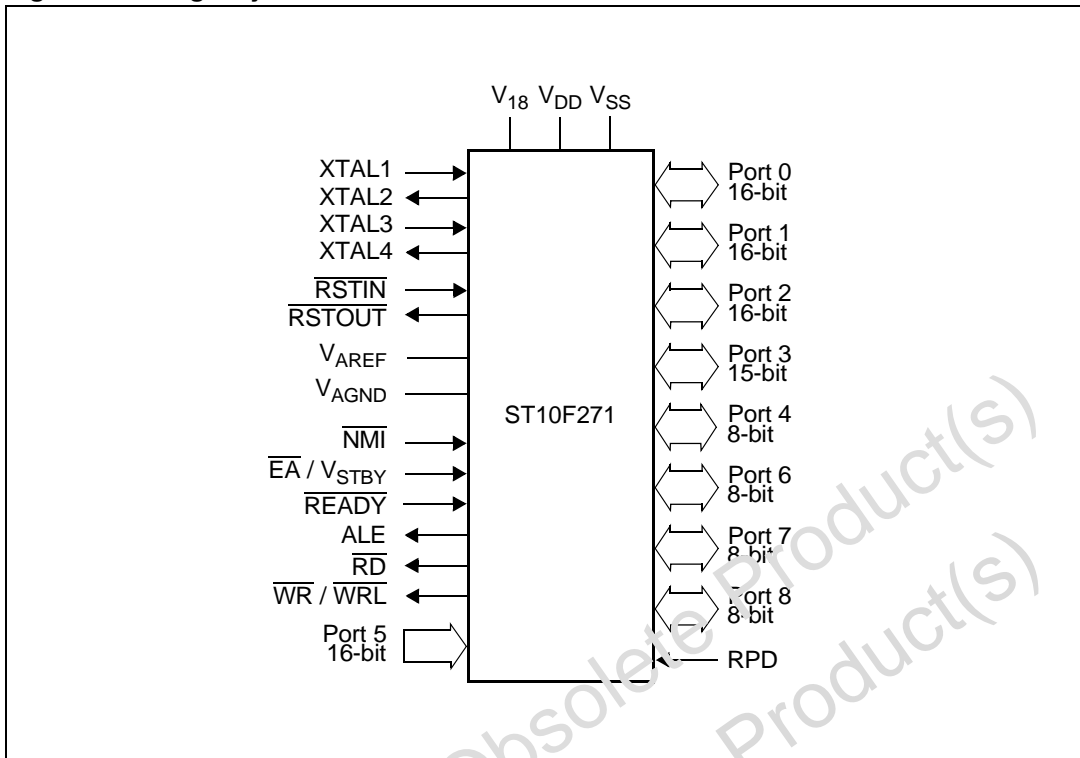 V18 VDD VSS
XTAL1
XTAL2
XTAL3
XTAL4
RSTIN
RSTOUT
VAREF
VAGND
NMI
EA / VSTBY
READY
ALE
RD
WR / WRL
Port 5
16-bit
ST10F271
Port 0
16-bit
Port 1
16-bit
Port 2
16-bit
Port 3
15-bit
Port 4
8-bit
Port 6
8-bit
Port 7
8-bit
Port 8
8-bit
RPD
Obsolete Product(s)
Product(s)